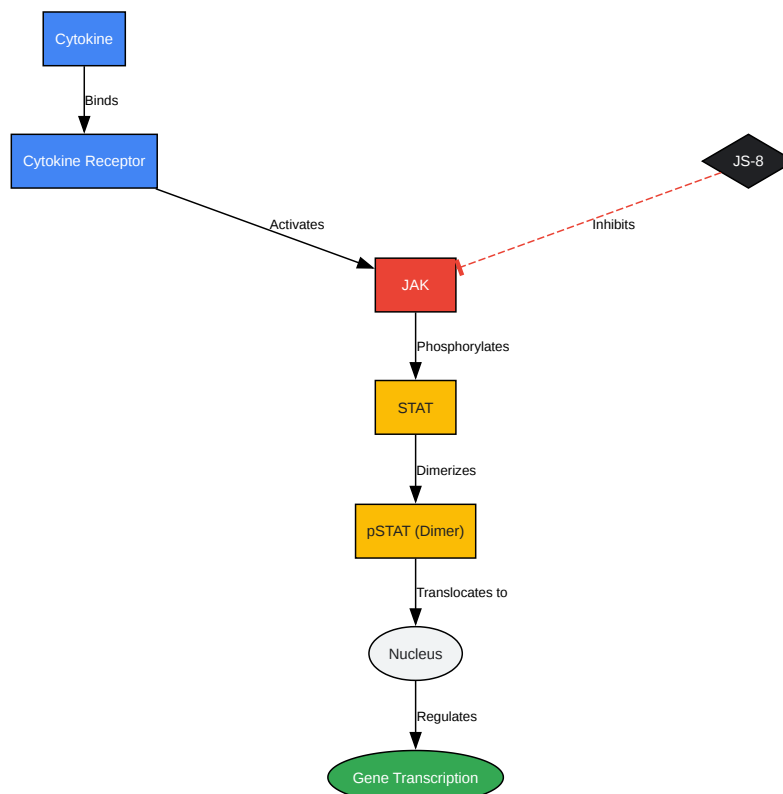 Cytokine
Binds
Cytokine Receptor
JS-8
Activates
Inhibits
JAK
Phosphorylates
STAT
Dimerizes
pSTAT (Dimer)
Translocates to
Nucleus
Regulates
Gene Transcription